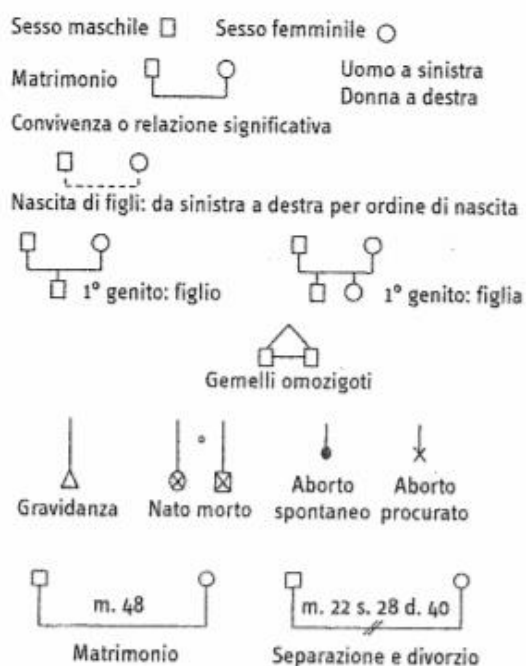 Sesso maschile Sesso femminile
Matrimonio
Uomo a sinistra
Donna a destra
Convivenza o relazione significativa
Nascita di figli: da sinistra a destra per ordine di nascita
1° genito: figlio
1° genito: figlia
Gemelli omozigoti
Gravidanza
Nato morto
Aborto
spontaneo
Aborto
procurato
m. 48
Matrimonio
m. 22 s. 28 d. 40
Separazione e divorzio